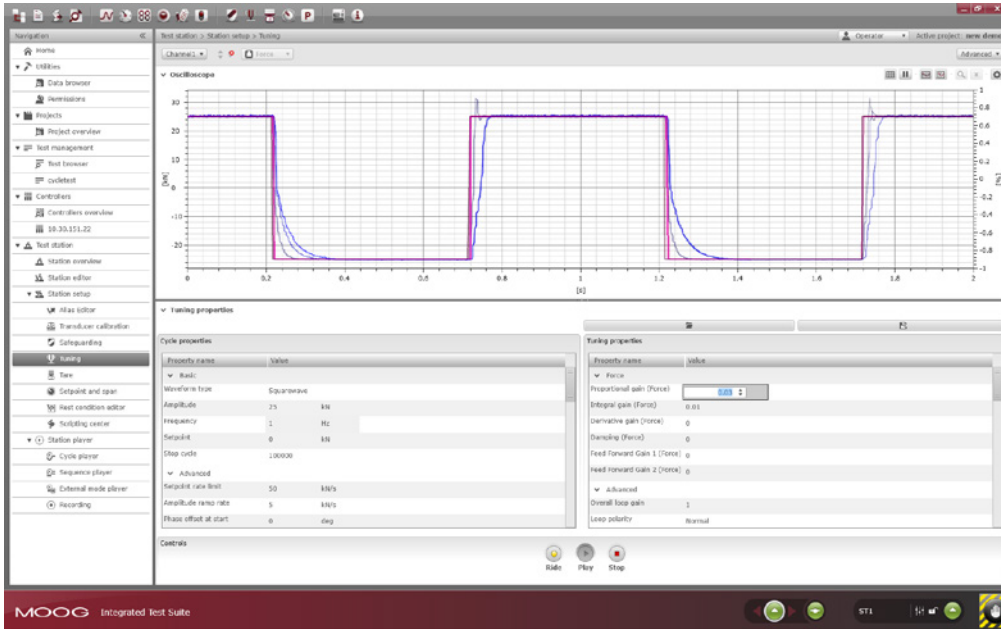 Navigation
Test station > Station setup > Tuning
Operator
Active project: new demo
Home
Channel1
Force
Advanced
Utilities
Data browser
Permissions
Projects
Project overview
Test management
Test browser
cycletest
Controllers
Controllers overview
10.30.151.22
Test station
Station overview
Station editor
Station setup
Alias Editor
Transducer calibration
Safeguarding
Tuning
Tare
Setpoint and span
Rest condition editor
Scripting center
Station player
Cycle player
Sequence player
External mode player
Recording
Oscilloscope
30
20
10
0
-10
-20
[kN]
1
0.8
0.6
0.4
0.2
0
-0.2
-0.4
-0.6
-0.8
-1
0 0.2 0.4 0.6 0.8 1 1.2 1.4 1.6 1.8 2
[s]
Tuning properties
Cycle properties
Property name Value
Basic
Waveform type Squarewave
Amplitude 25 kN
Frequency 1 Hz
Setpoint 0 kN
Stop cycle 100000
Advanced
Setpoint rate limit 50 kN/s
Amplitude ramp rate 5 kN/s
Phase offset at start 0 deg
Tuning properties
Property name Value
Force
Proportional gain (Force)
Integral gain (Force) 0.01
Derivative gain (Force) 0
Damping (Force) 0
Feed Forward Gain 1 (Force) 0
Feed Forward Gain 2 (Force) 0
Advanced
Overall loop gain 1
Loop polarity Normal
Controls
Ride Play Stop
MOOG Integrated Test Suite
ST1